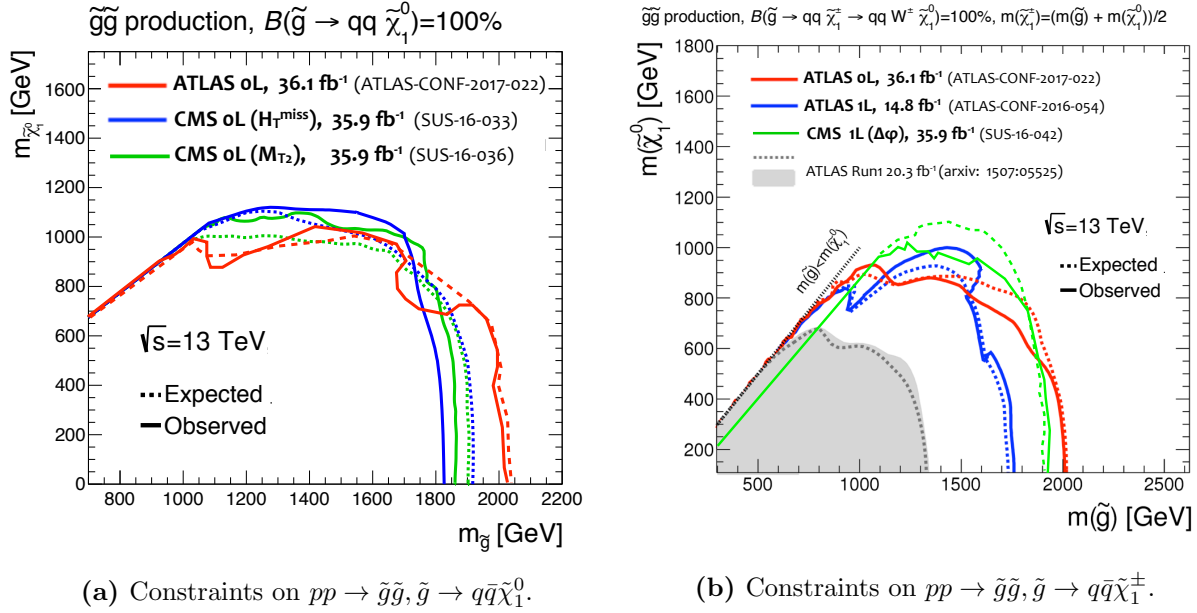 g̃g̃ production, B(g̃ → qq χ̃₁⁰)=100%
m_χ̃₁⁰ [GeV]
1800
1600
1400
1200
1000
800
600
400
200
0
ATLAS 0L, 36.1 fb⁻¹ (ATLAS-CONF-2017-022)
CMS 0L (H_T^miss), 35.9 fb⁻¹ (SUS-16-033)
CMS 0L (M_T2), 35.9 fb⁻¹ (SUS-16-036)
√s=13 TeV
Expected
Observed
800 1000 1200 1400 1600 1800 2000 2200
m_g̃ [GeV]
(a) Constraints on pp → g̃g̃, g̃ → qq̄χ̃₁⁰.
g̃g̃ production, B(g̃ → qq χ̃₁^± → qq W^± χ̃₁⁰)=100%, m(χ̃₁^±)=(m(g̃) + m(χ̃₁⁰))/2
m(χ̃₁⁰) [GeV]
1800
1600
1400
1200
1000
800
600
400
200
ATLAS 0L, 36.1 fb⁻¹ (ATLAS-CONF-2017-022)
ATLAS 1L, 14.8 fb⁻¹ (ATLAS-CONF-2016-054)
CMS 1L (Δφ), 35.9 fb⁻¹ (SUS-16-042)
ATLAS Run1 20.3 fb⁻¹ (arxiv: 1507:05525)
m(g̃)<m(χ̃₁⁰)
√s=13 TeV
Expected
Observed
500 1000 1500 2000 2500
m(g̃) [GeV]
(b) Constraints on pp → g̃g̃, g̃ → qq̄χ̃₁^±.